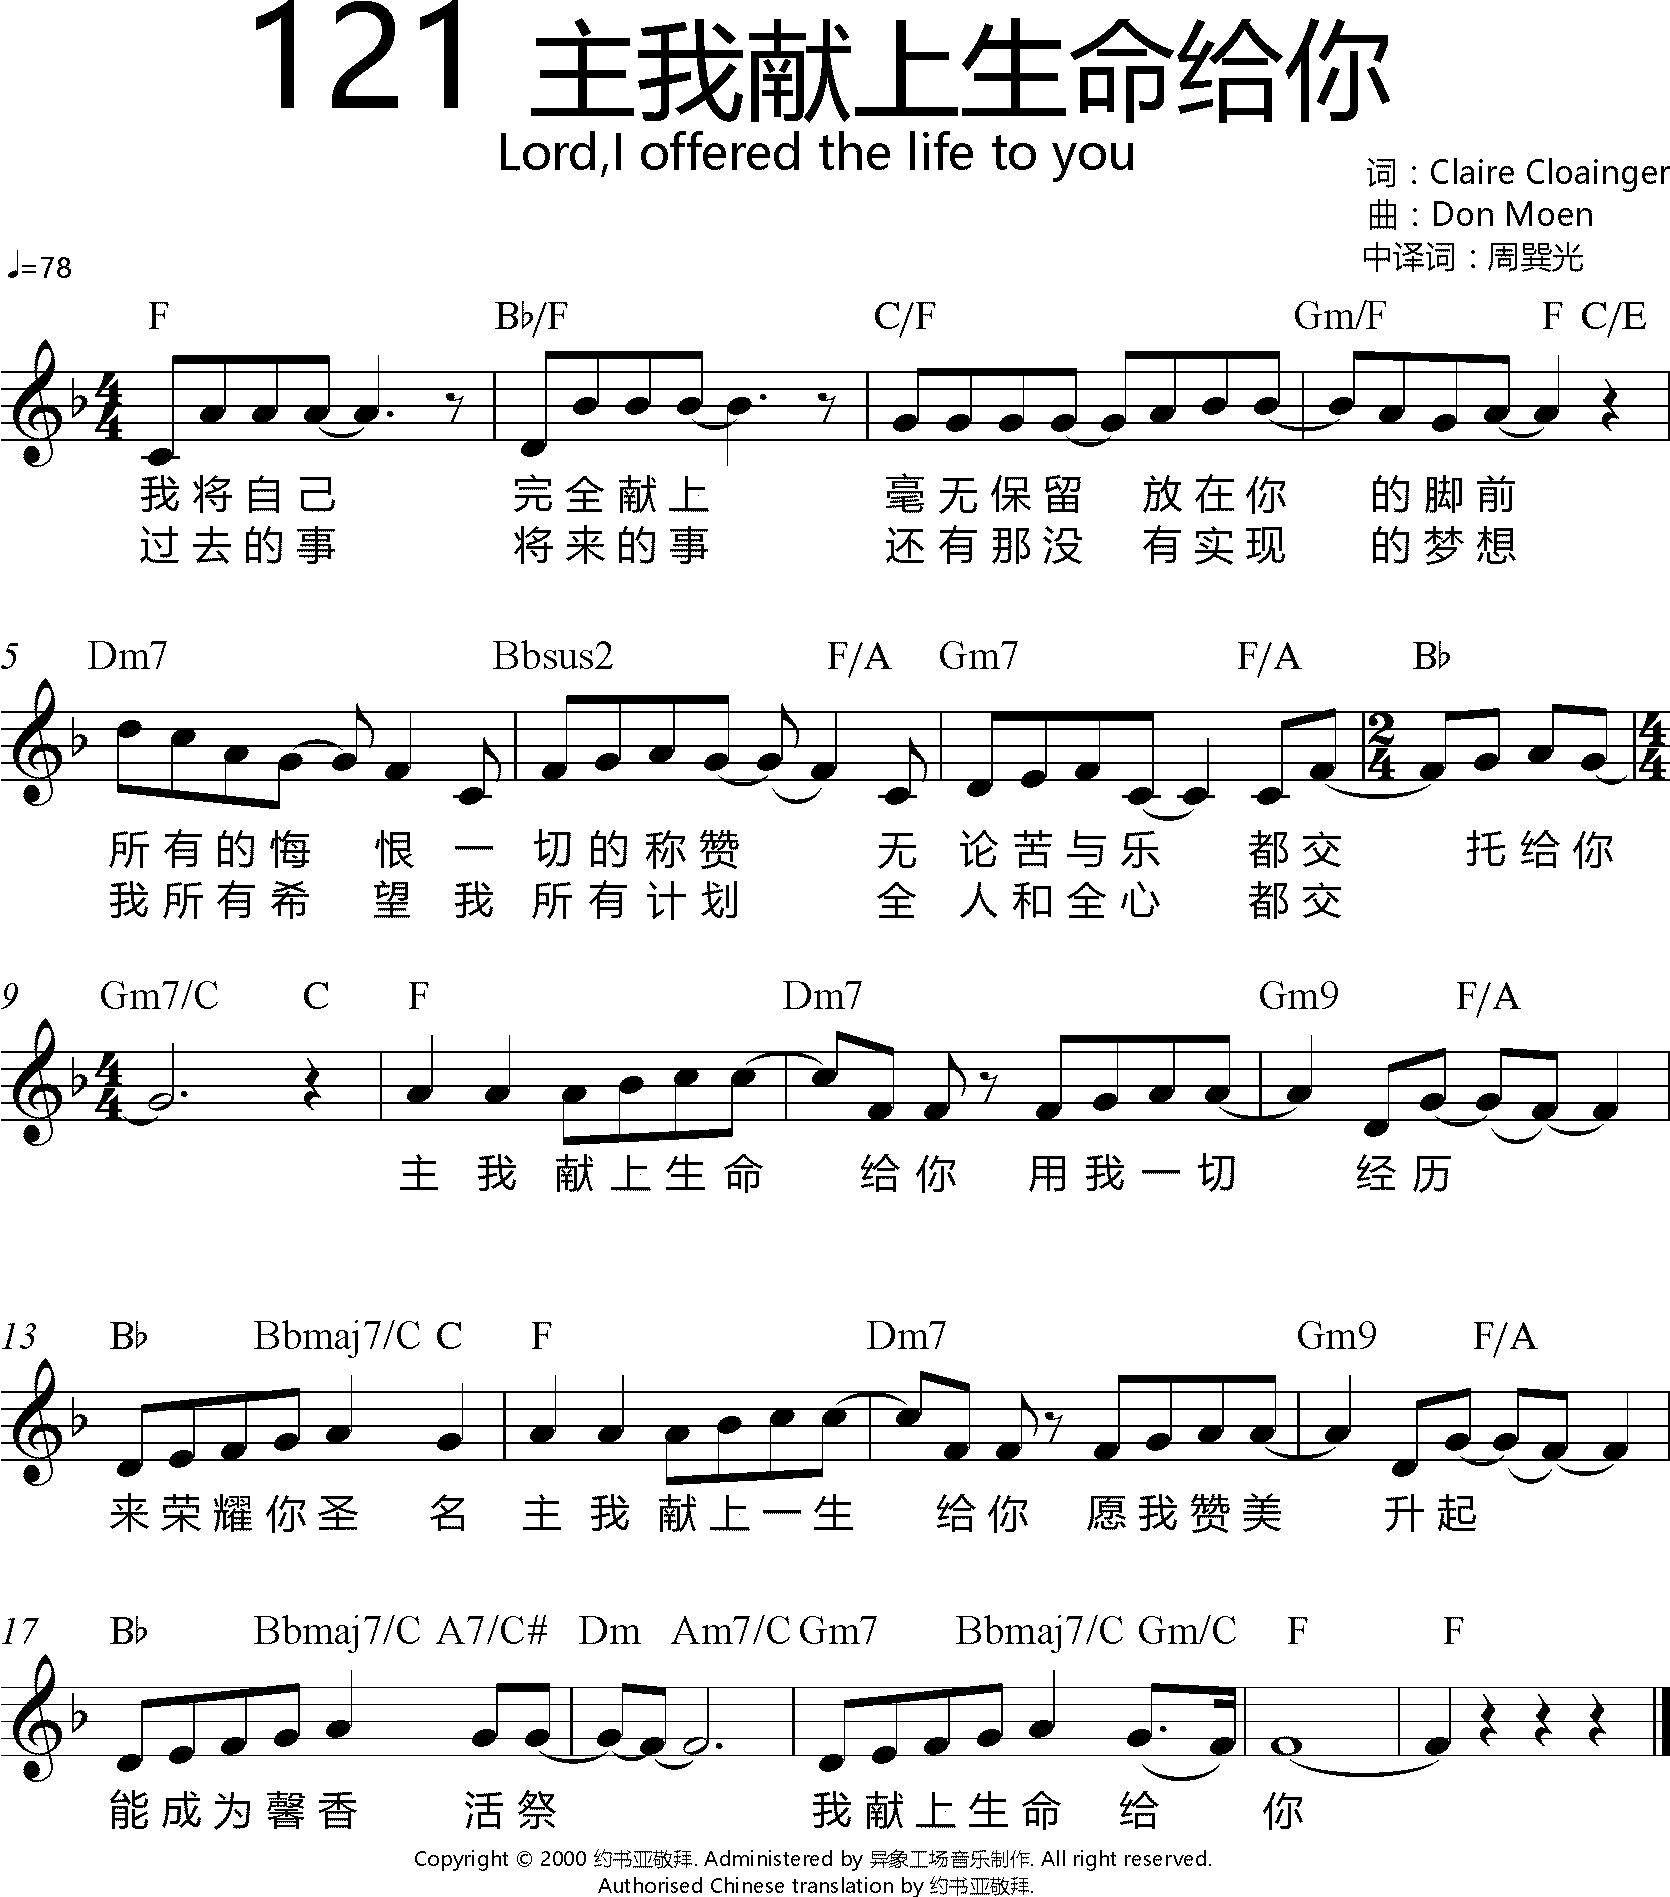 121 主我献上生命给你
Lord,I offered the life to you
词：Claire Cloainger
曲：Don Moen
中译词：周巽光
♩=78
F B♭/F C/F Gm/F F C/E
我将自己 完全献上 毫无保留 放在你 的脚前
过去的事 将来的事 还有那没 有实现 的梦想
5 Dm7 Bbsus2 F/A Gm7 F/A B♭
所有的悔 恨 一 切的称赞 无 论苦与乐 都交 托给你
我所有希 望 我 所有计划 全 人和全心 都交
9 Gm7/C C F Dm7 Gm9 F/A
主 我 献上生命 给你 用我一切 经历
13 B♭ Bbmaj7/C C F Dm7 Gm9 F/A
来荣耀你圣 名 主 我 献上一生 给你 愿我赞美 升起
17 B♭ Bbmaj7/C A7/C# Dm Am7/C Gm7 Bbmaj7/C Gm/C F F
能成为馨香 活祭 我献上生命 给 你
Copyright © 2000 约书亚敬拜. Administered by 异象工场音乐制作. All right reserved.
Authorised Chinese translation by 约书亚敬拜.